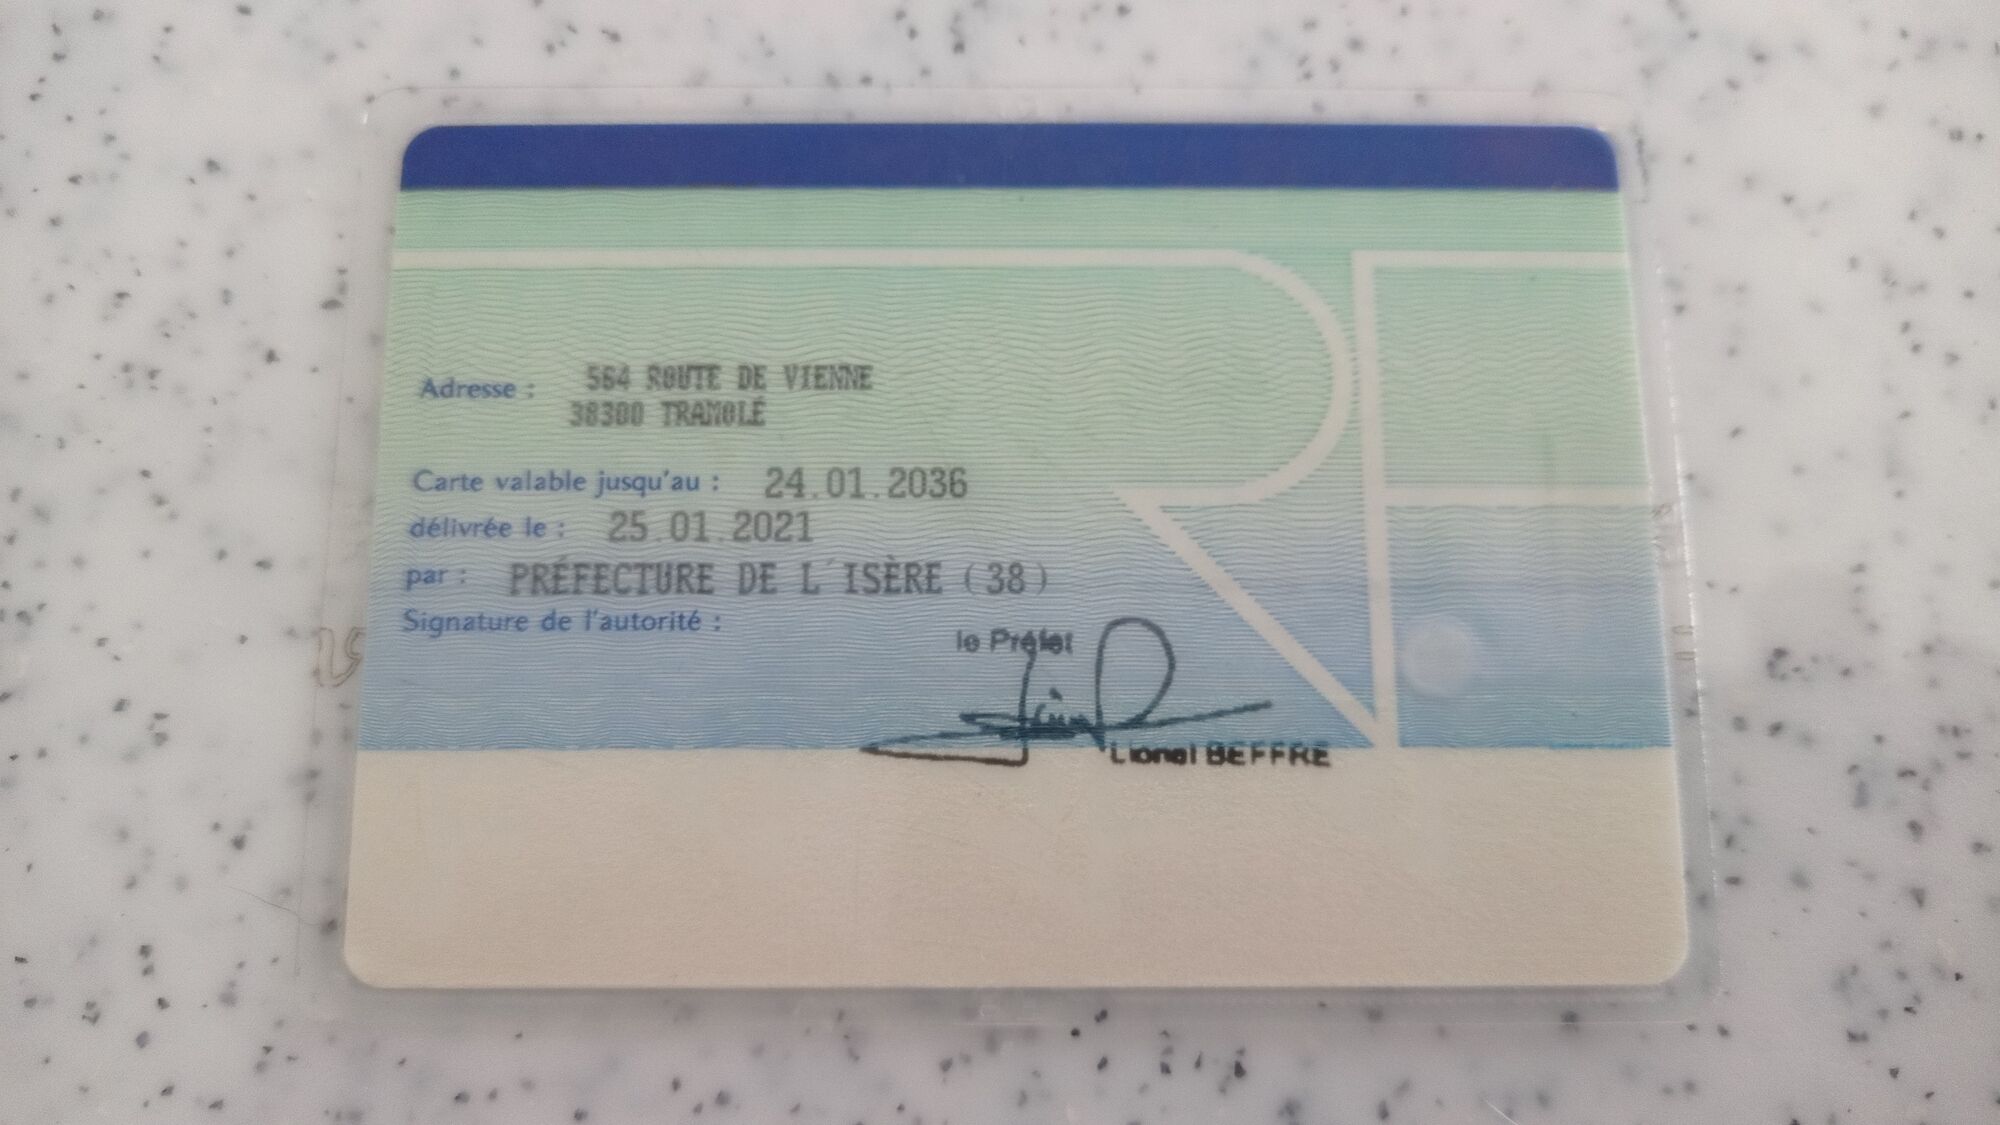 Adresse : 564 ROUTE DE VIENNE
38300 TRAMOLÉ
Carte valable jusqu'au : 24.01.2036
délivrée le : 25.01.2021
par : PRÉFECTURE DE L'ISÈRE (38)
Signature de l'autorité :
le Préfet
Lionel BEFFRE
RF